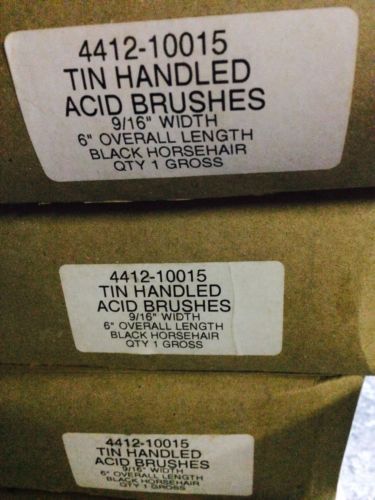 4412-10015
TIN HANDLED
ACID BRUSHES
9/16" WIDTH
6" OVERALL LENGTH
BLACK HORSEHAIR
QTY 1 GROSS
4412-10015
TIN HANDLED
ACID BRUSHES
9/16" WIDTH
6" OVERALL LENGTH
BLACK HORSEHAIR
QTY 1 GROSS
4412-10015
TIN HANDLED
ACID BRUSHES
9/16" WIDTH
6" OVERALL LENGTH
BLACK HORSEHAIR
QTY 1 GROSS